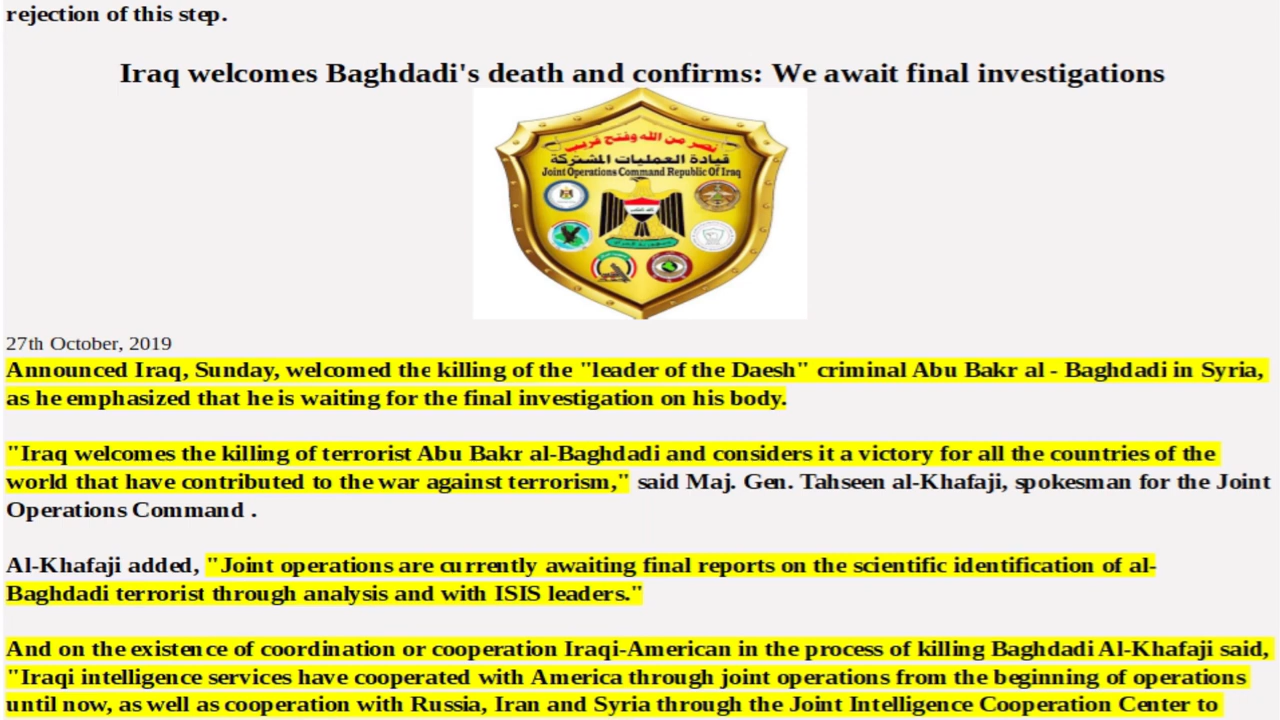 rejection of this step.
Iraq welcomes Baghdadi's death and confirms: We await final investigations
نصر من الله وفتح قريب
قيادة العمليات المشتركة
Joint Operations Command Republic Of Iraq
27th October, 2019
Announced Iraq, Sunday, welcomed the killing of the "leader of the Daesh" criminal Abu Bakr al - Baghdadi in Syria,
as he emphasized that he is waiting for the final investigation on his body.
"Iraq welcomes the killing of terrorist Abu Bakr al-Baghdadi and considers it a victory for all the countries of the
world that have contributed to the war against terrorism," said Maj. Gen. Tahseen al-Khafaji, spokesman for the Joint
Operations Command .
Al-Khafaji added, "Joint operations are currently awaiting final reports on the scientific identification of al-
Baghdadi terrorist through analysis and with ISIS leaders."
And on the existence of coordination or cooperation Iraqi-American in the process of killing Baghdadi Al-Khafaji said,
"Iraqi intelligence services have cooperated with America through joint operations from the beginning of operations
until now, as well as cooperation with Russia, Iran and Syria through the Joint Intelligence Cooperation Center to